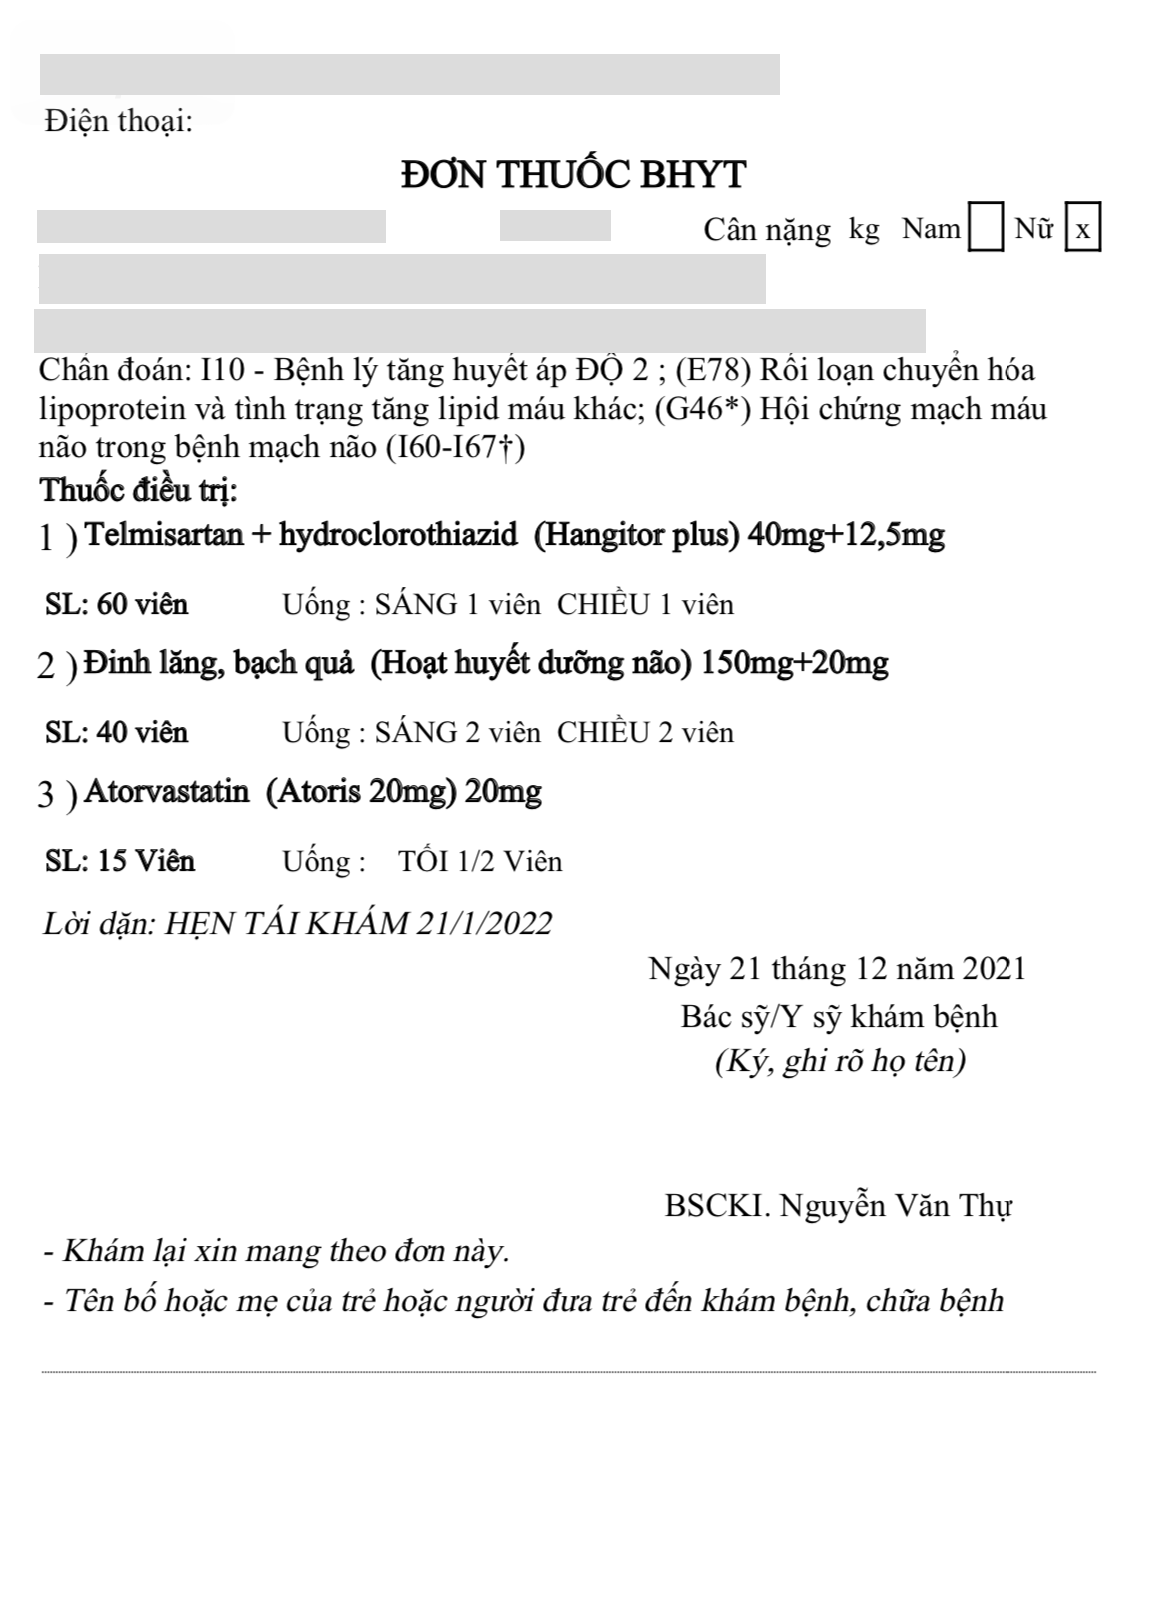 Điện thoại:
ĐƠN THUỐC BHYT
Cân nặng kg Nam Nữ x
Chẩn đoán: I10 - Bệnh lý tăng huyết áp ĐỘ 2 ; (E78) Rối loạn chuyển hóa
lipoprotein và tình trạng tăng lipid máu khác; (G46*) Hội chứng mạch máu
não trong bệnh mạch não (I60-I67†)
Thuốc điều trị:
1 ) Telmisartan + hydroclorothiazid (Hangitor plus) 40mg+12,5mg
SL: 60 viên Uống : SÁNG 1 viên CHIỀU 1 viên
2 ) Đinh lăng, bạch quả (Hoạt huyết dưỡng não) 150mg+20mg
SL: 40 viên Uống : SÁNG 2 viên CHIỀU 2 viên
3 ) Atorvastatin (Atoris 20mg) 20mg
SL: 15 Viên Uống : TỐI 1/2 Viên
Lời dặn: HẸN TÁI KHÁM 21/1/2022
Ngày 21 tháng 12 năm 2021
Bác sỹ/Y sỹ khám bệnh
(Ký, ghi rõ họ tên)
BSCKI. Nguyễn Văn Thự
- Khám lại xin mang theo đơn này.
- Tên bố hoặc mẹ của trẻ hoặc người đưa trẻ đến khám bệnh, chữa bệnh